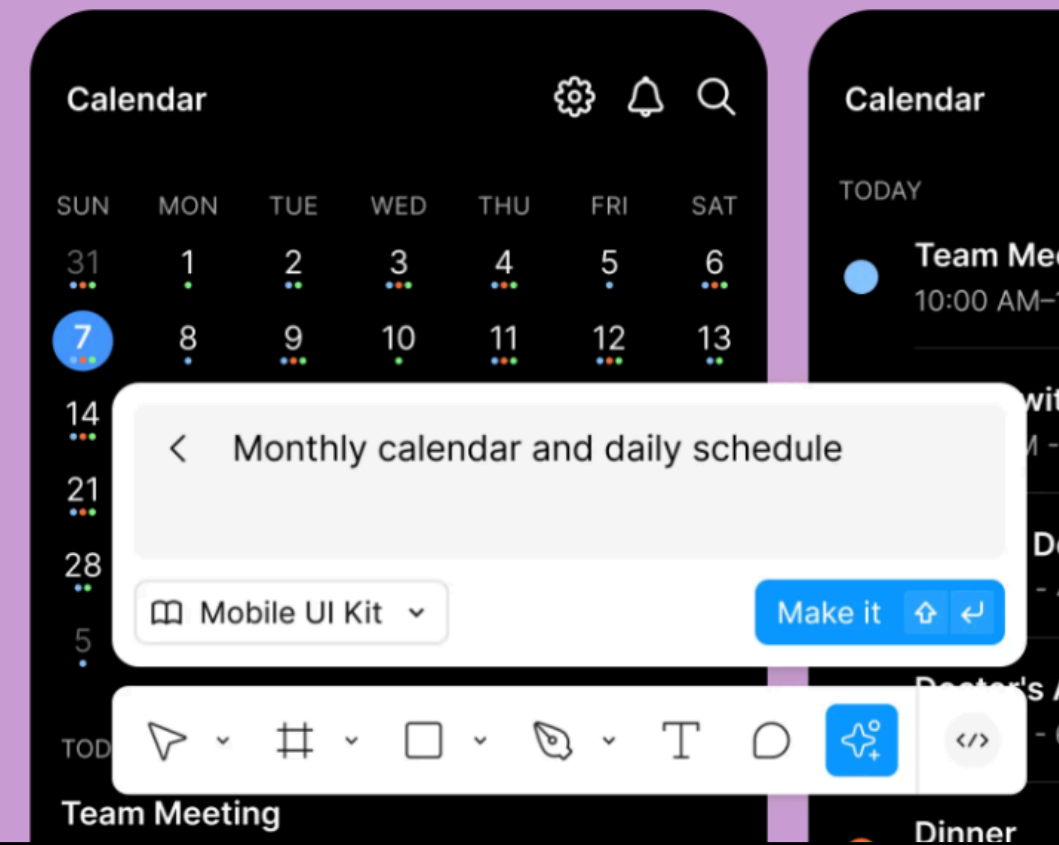 Calendar
SUN MON TUE WED THU FRI SAT
31 1 2 3 4 5 6
7 8 9 10 11 12 13
14
21
28
5
Team Meeting
Monthly calendar and daily schedule
Mobile UI Kit
Make it
T
</>
Calendar
TODAY
Team
10:00 AM–
Doctor's
Dinner